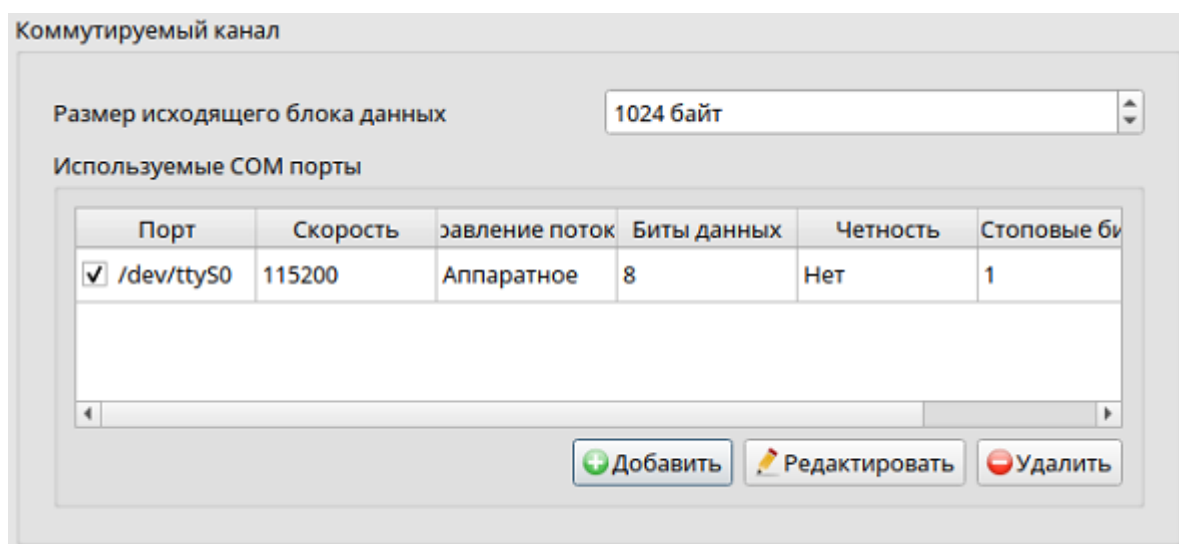 Коммутируемый канал
Размер исходящего блока данных 1024 байт
Используемые COM порты
Порт Скорость равление поток Биты данных Четность Стоповые би
/dev/ttyS0 115200 Аппаратное 8 Нет 1
Добавить Редактировать Удалить